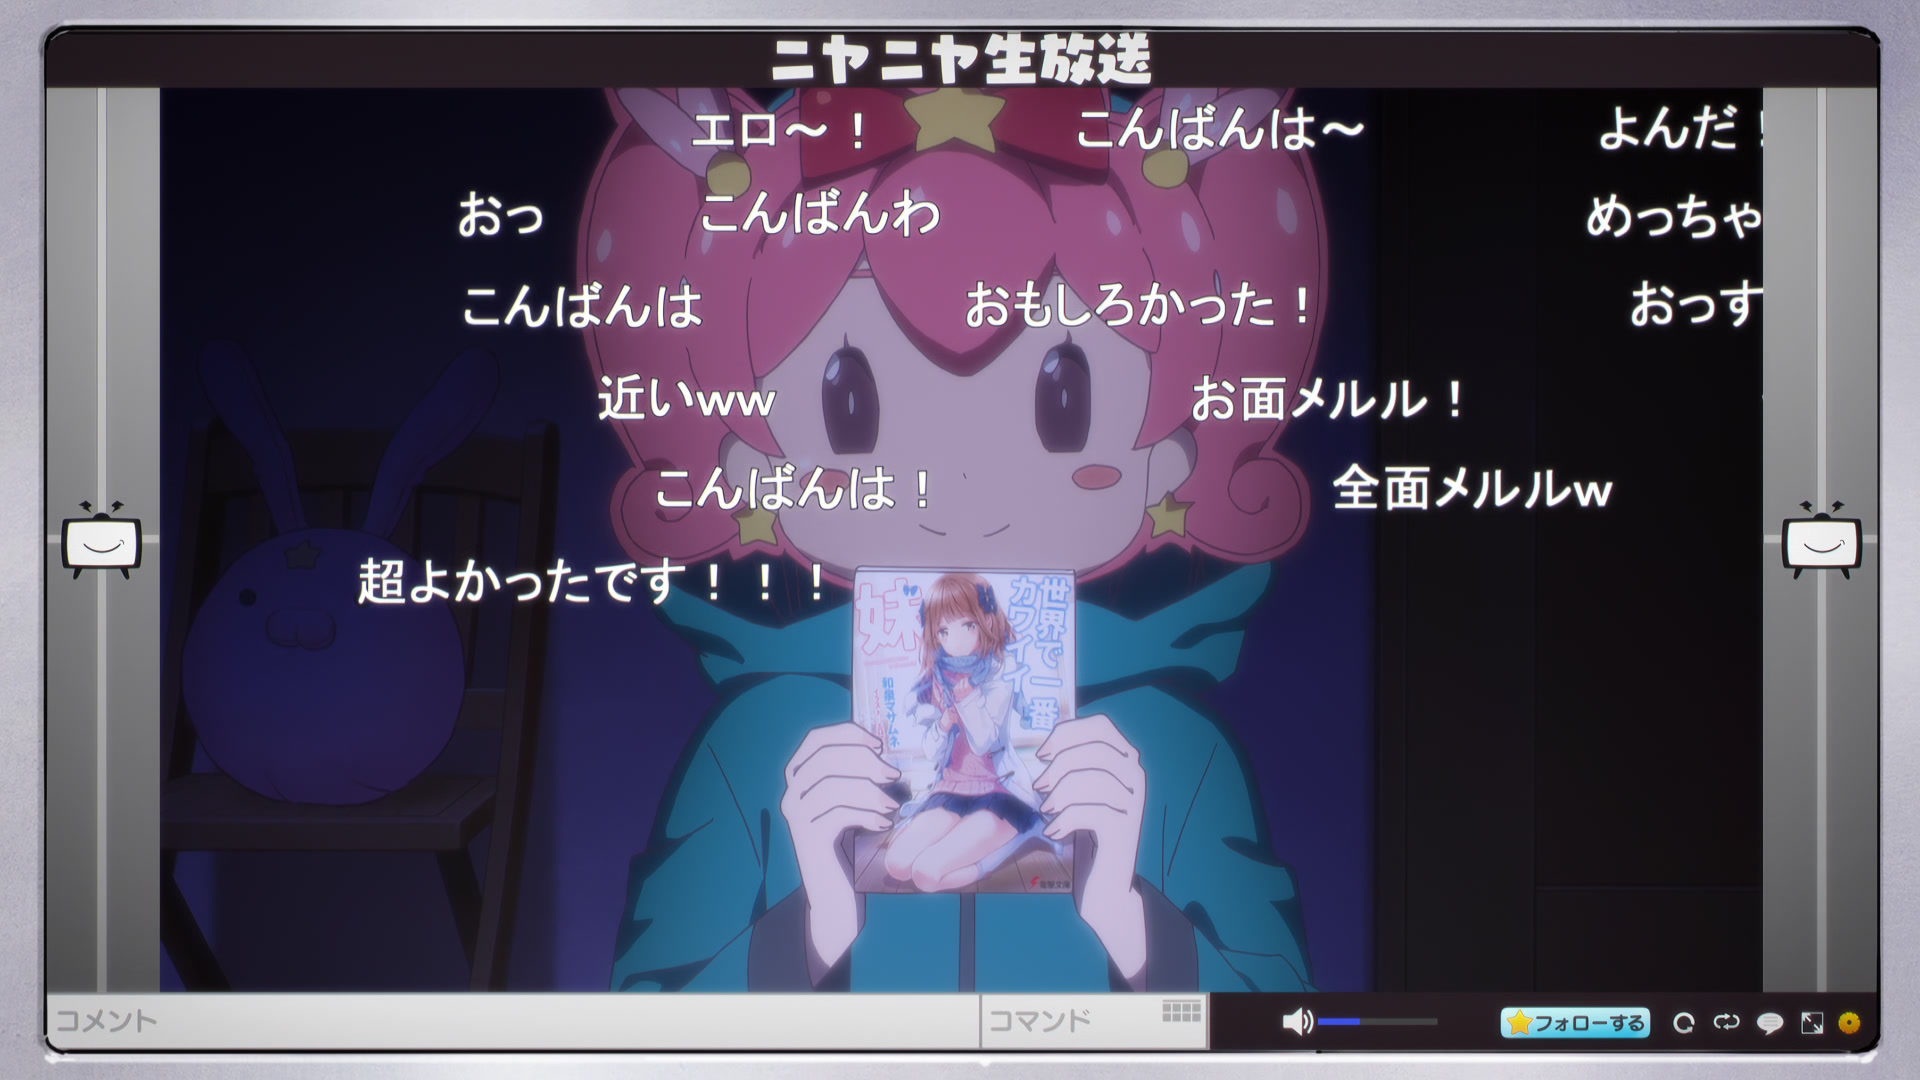 ニヤニヤ生放送
エロ～！
こんばんは～
よんだ！
おっ
こんばんわ
めっちゃ
こんばんは
おもしろかった！
おっす
近いww
お面メルル！
こんばんは！
全面メルルw
超よかったです！！！
世界で一番
カワイイ
妹
和泉マサムネ
電撃文庫
コメント
コマンド
フォローする